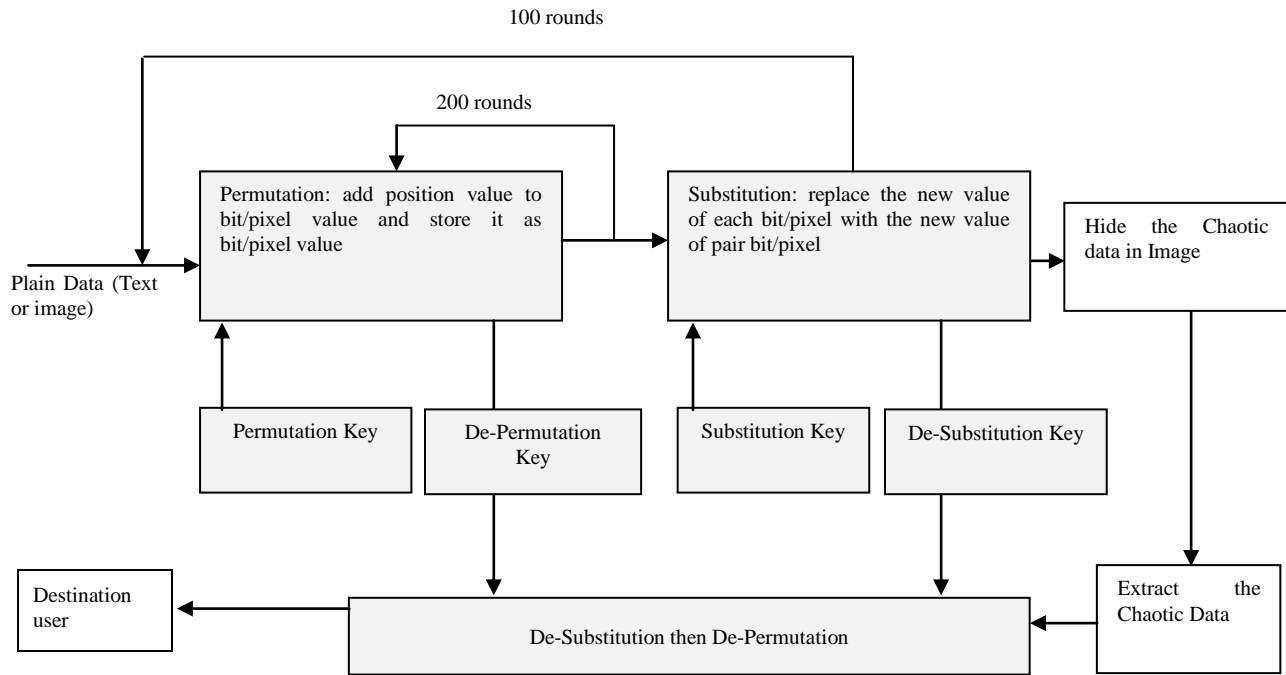 100 rounds
200 rounds
Permutation: add position value to
bit/pixel value and store it as
bit/pixel value
Substitution: replace the new value
of each bit/pixel with the new value
of pair bit/pixel
Hide the Chaotic
data in Image
Plain Data (Text
or image)
Permutation Key
De-Permutation
Key
Substitution Key
De-Substitution Key
Destination
user
De-Substitution then De-Permutation
Extract the
Chaotic Data